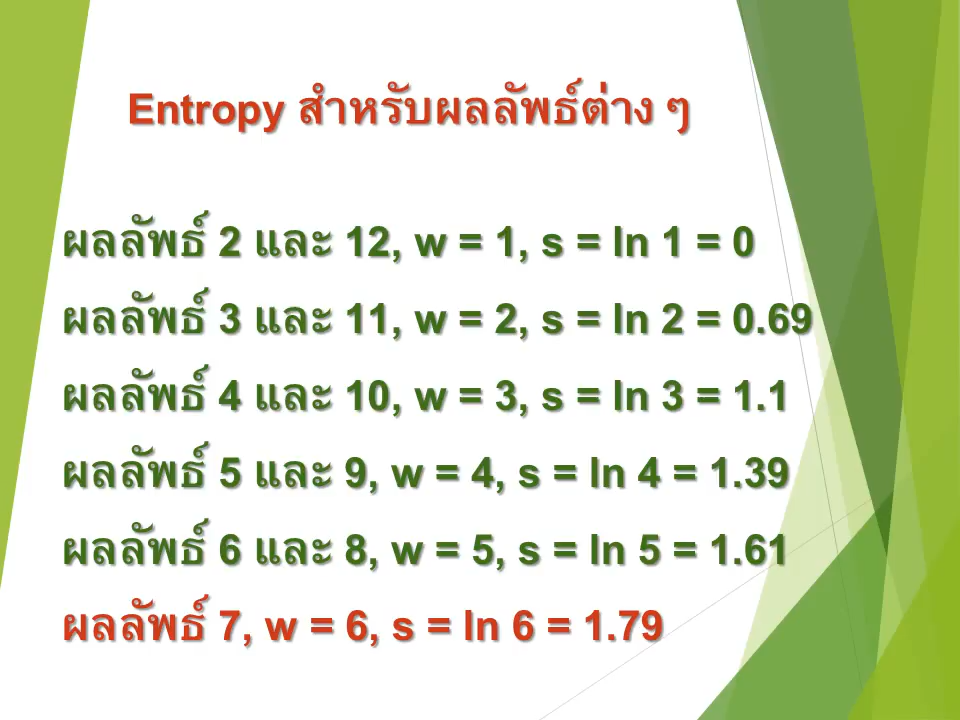 Entropy สำหรับผลลัพธ์ต่าง ๆ
ผลลัพธ์ 2 และ 12, w = 1, s = ln 1 = 0
ผลลัพธ์ 3 และ 11, w = 2, s = ln 2 = 0.69
ผลลัพธ์ 4 และ 10, w = 3, s = ln 3 = 1.1
ผลลัพธ์ 5 และ 9, w = 4, s = ln 4 = 1.39
ผลลัพธ์ 6 และ 8, w = 5, s = ln 5 = 1.61
ผลลัพธ์ 7, w = 6, s = ln 6 = 1.79